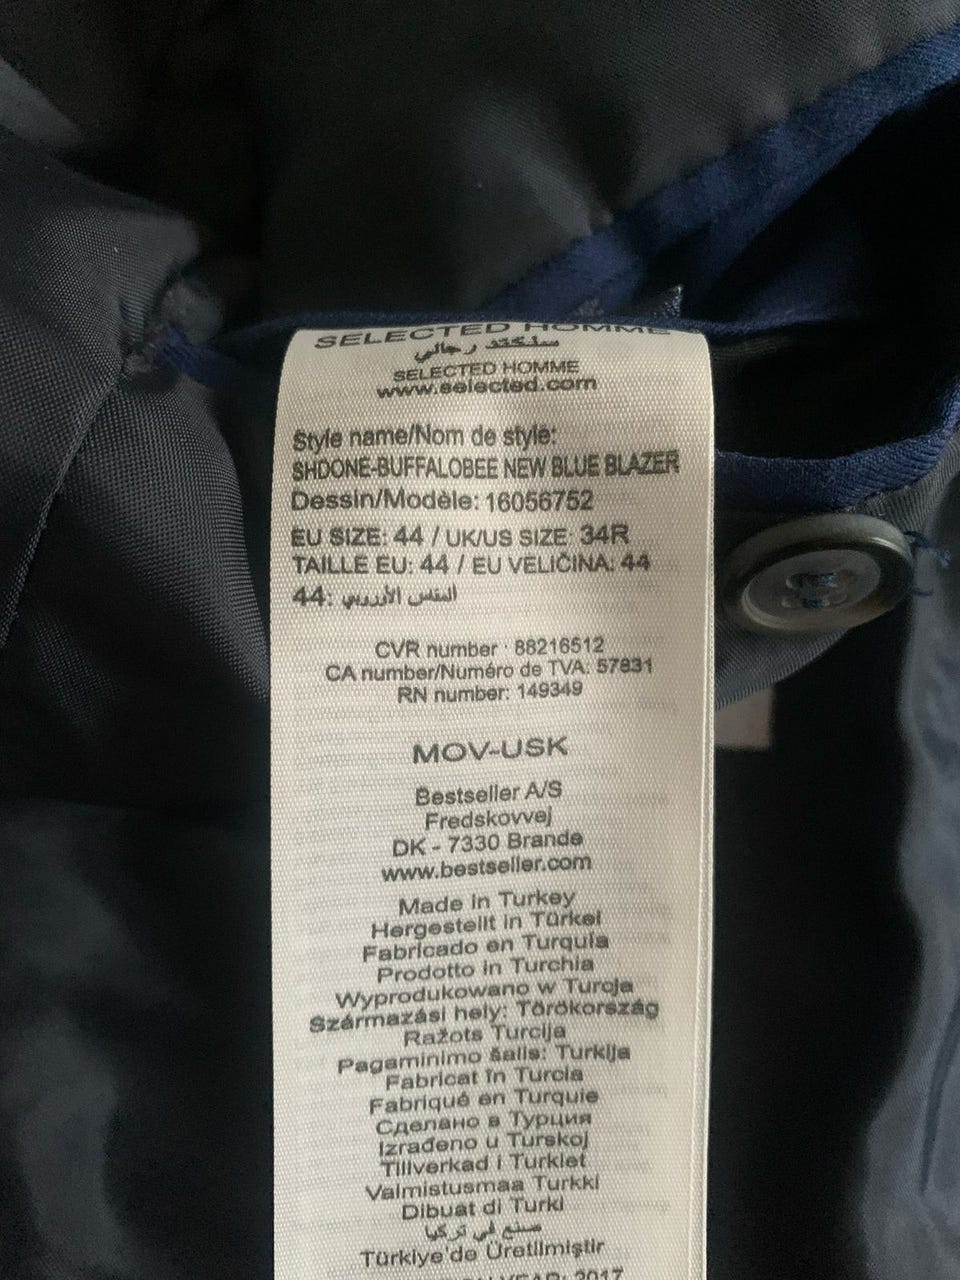 SELECTED HOMME
سلكتد رجالي
SELECTED HOMME
www.selected.com
Style name/Nom de style:
SHDONE-BUFFALOBEE NEW BLUE BLAZER
Dessin/Modèle: 16056752
EU SIZE: 44 / UK/US SIZE: 34R
TAILLE EU: 44 / EU VELIČINA: 44
المقاس الأوروبي :44
CVR number : 88216512
CA number/Numéro de TVA: 57831
RN number: 149349
MOV-USK
Bestseller A/S
Fredskovvej
DK - 7330 Brande
www.bestseller.com
Made in Turkey
Hergestellt in Türkei
Fabricado en Turquía
Prodotto in Turchia
Wyprodukowano w Turcja
Származási hely: Törökország
Ražots Turcija
Pagaminimo šalis: Turkija
Fabricat în Turcia
Fabriqué en Turquie
Сделано в Турция
Izrađeno u Turskoj
Tillverkad i Turkiet
Valmistusmaa Turkki
Dibuat di Turki
صنع في تركيا
Türkiye'de Üretilmiştir
YEAR: 2017